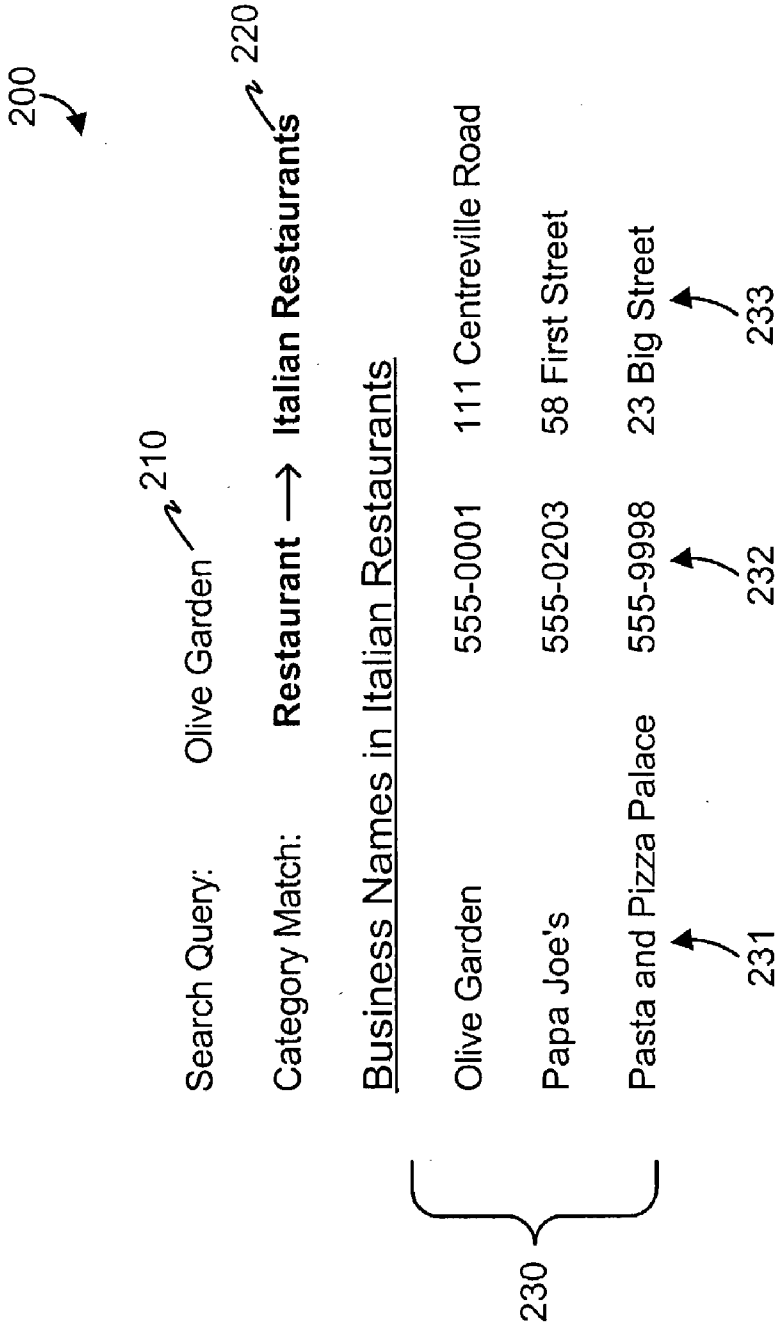 200
Search Query: Olive Garden 210
Category Match: Restaurant → Italian Restaurants 220
Business Names in Italian Restaurants
230
Olive Garden 555-0001 111 Centreville Road
Papa Joe's 555-0203 58 First Street
Pasta and Pizza Palace 555-9998 23 Big Street
231 232 233